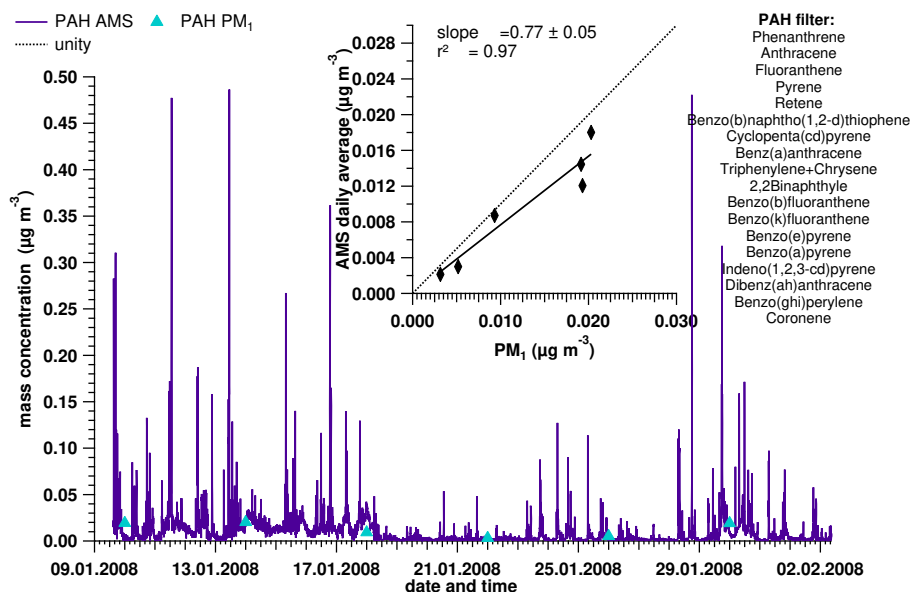 PAH AMS PAH PM1
unity
slope =0.77 ± 0.05
r² = 0.97
AMS daily average (µg m-3)
0.030
0.024
0.020
0.016
0.012
0.008
0.004
0.000
0.000 0.010 0.020 0.030
PM1 (µg m-3)
PAH filter:
Phenanthrene
Anthracene
Fluoranthene
Pyrene
Retene
Benzo(b)naphtho(1,2-d)thiophene
Cyclopenta(cd)pyrene
Benz(a)anthracene
Triphenylene+Chrysene
2,2Binaphthyle
Benzo(b)fluoranthene
Benzo(k)fluoranthene
Benzo(e)pyrene
Benzo(a)pyrene
Indeno(1,2,3-cd)pyrene
Dibenz(ah)anthracene
Benzo(ghi)perylene
Coronene
mass concentration (µg m-3)
0.50
0.45
0.40
0.35
0.30
0.25
0.20
0.15
0.10
0.05
0.00
09.01.2008 13.01.2008 17.01.2008 21.01.2008 25.01.2008 29.01.2008 02.02.2008
date and time